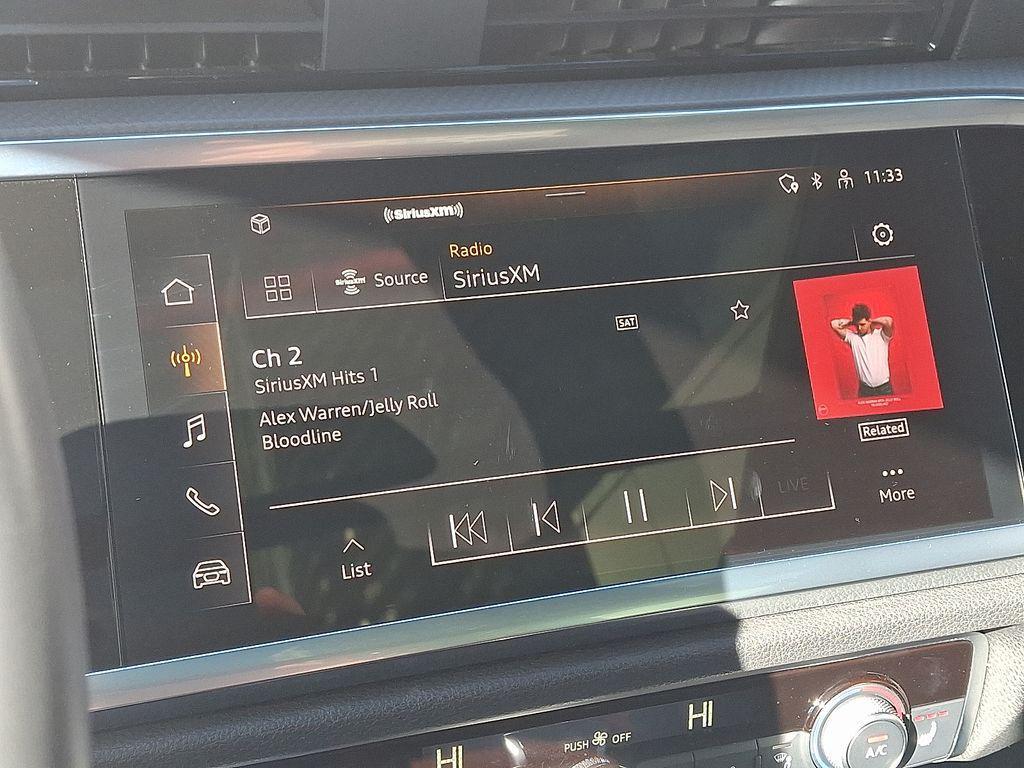 SiriusXM
11:33
Radio
SiriusXM
Source
SiriusXM
SAT
Ch 2
SiriusXM Hits 1
Alex Warren/Jelly Roll
Bloodline
Related
LIVE
More
List
HI
HI
PUSH OFF
A/C